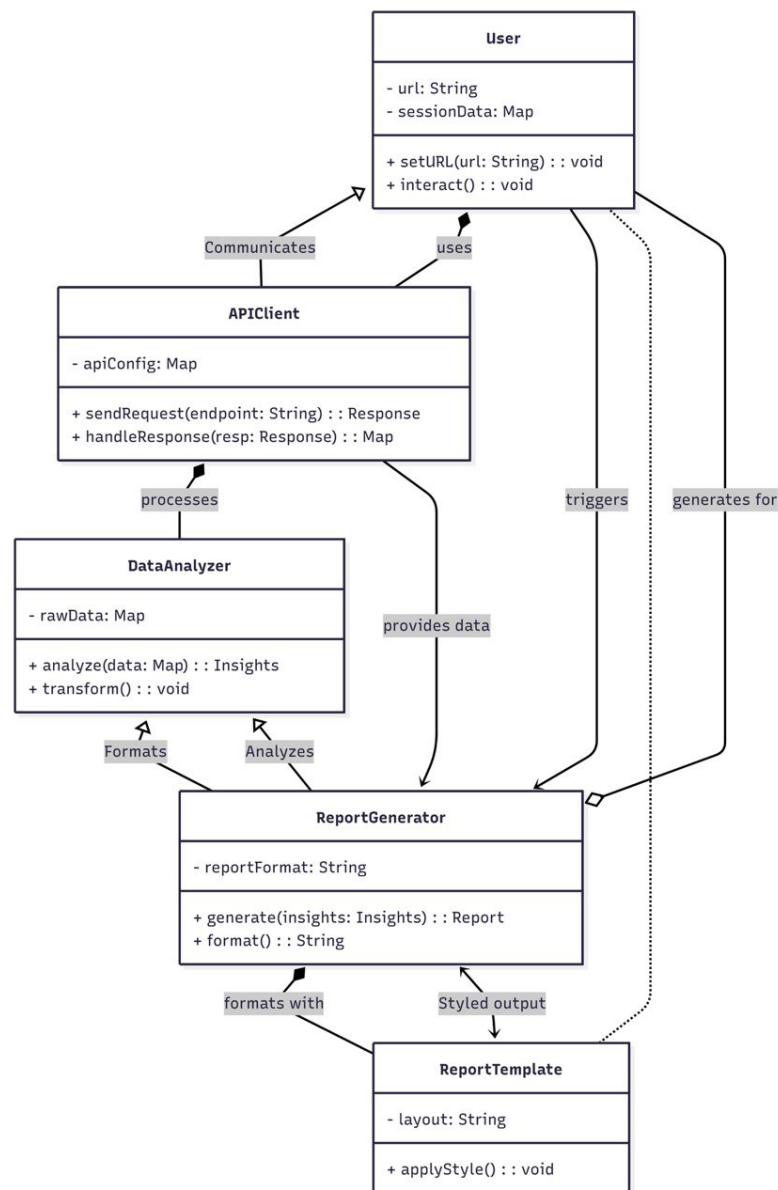 User
- url: String
- sessionData: Map
+ setURL(url: String) : : void
+ interact() : : void
Communicates
uses
APIClient
- apiConfig: Map
+ sendRequest(endpoint: String) : : Response
+ handleResponse(resp: Response) : : Map
processes
triggers
generates for
DataAnalyzer
- rawData: Map
+ analyze(data: Map) : : Insights
+ transform() : : void
provides data
Formats
Analyzes
ReportGenerator
- reportFormat: String
+ generate(insights: Insights) : : Report
+ format() : : String
formats with
Styled output
ReportTemplate
- layout: String
+ applyStyle() : : void